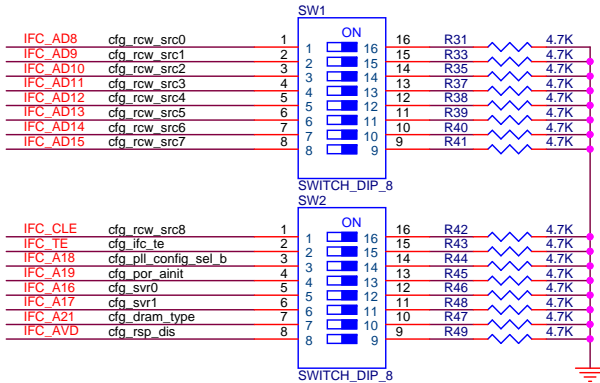 SW1
ON
IFC_AD8 cfg_rcw_src0 1 1 16 16 R31 4.7K
IFC_AD9 cfg_rcw_src1 2 2 15 15 R33 4.7K
IFC_AD10 cfg_rcw_src2 3 3 14 14 R35 4.7K
IFC_AD11 cfg_rcw_src3 4 4 13 13 R37 4.7K
IFC_AD12 cfg_rcw_src4 5 5 12 12 R38 4.7K
IFC_AD13 cfg_rcw_src5 6 6 11 11 R39 4.7K
IFC_AD14 cfg_rcw_src6 7 7 10 10 R40 4.7K
IFC_AD15 cfg_rcw_src7 8 8 9 9 R41 4.7K
SWITCH_DIP_8
SW2
ON
IFC_CLE cfg_rcw_src8 1 1 16 16 R42 4.7K
IFC_TE cfg_ifc_te 2 2 15 15 R43 4.7K
IFC_A18 cfg_pll_config_sel_b 3 3 14 14 R44 4.7K
IFC_A19 cfg_por_ainit 4 4 13 13 R45 4.7K
IFC_A16 cfg_svr0 5 5 12 12 R46 4.7K
IFC_A17 cfg_svr1 6 6 11 11 R48 4.7K
IFC_A21 cfg_dram_type 7 7 10 10 R47 4.7K
IFC_AVD cfg_rsp_dis 8 8 9 9 R49 4.7K
SWITCH_DIP_8